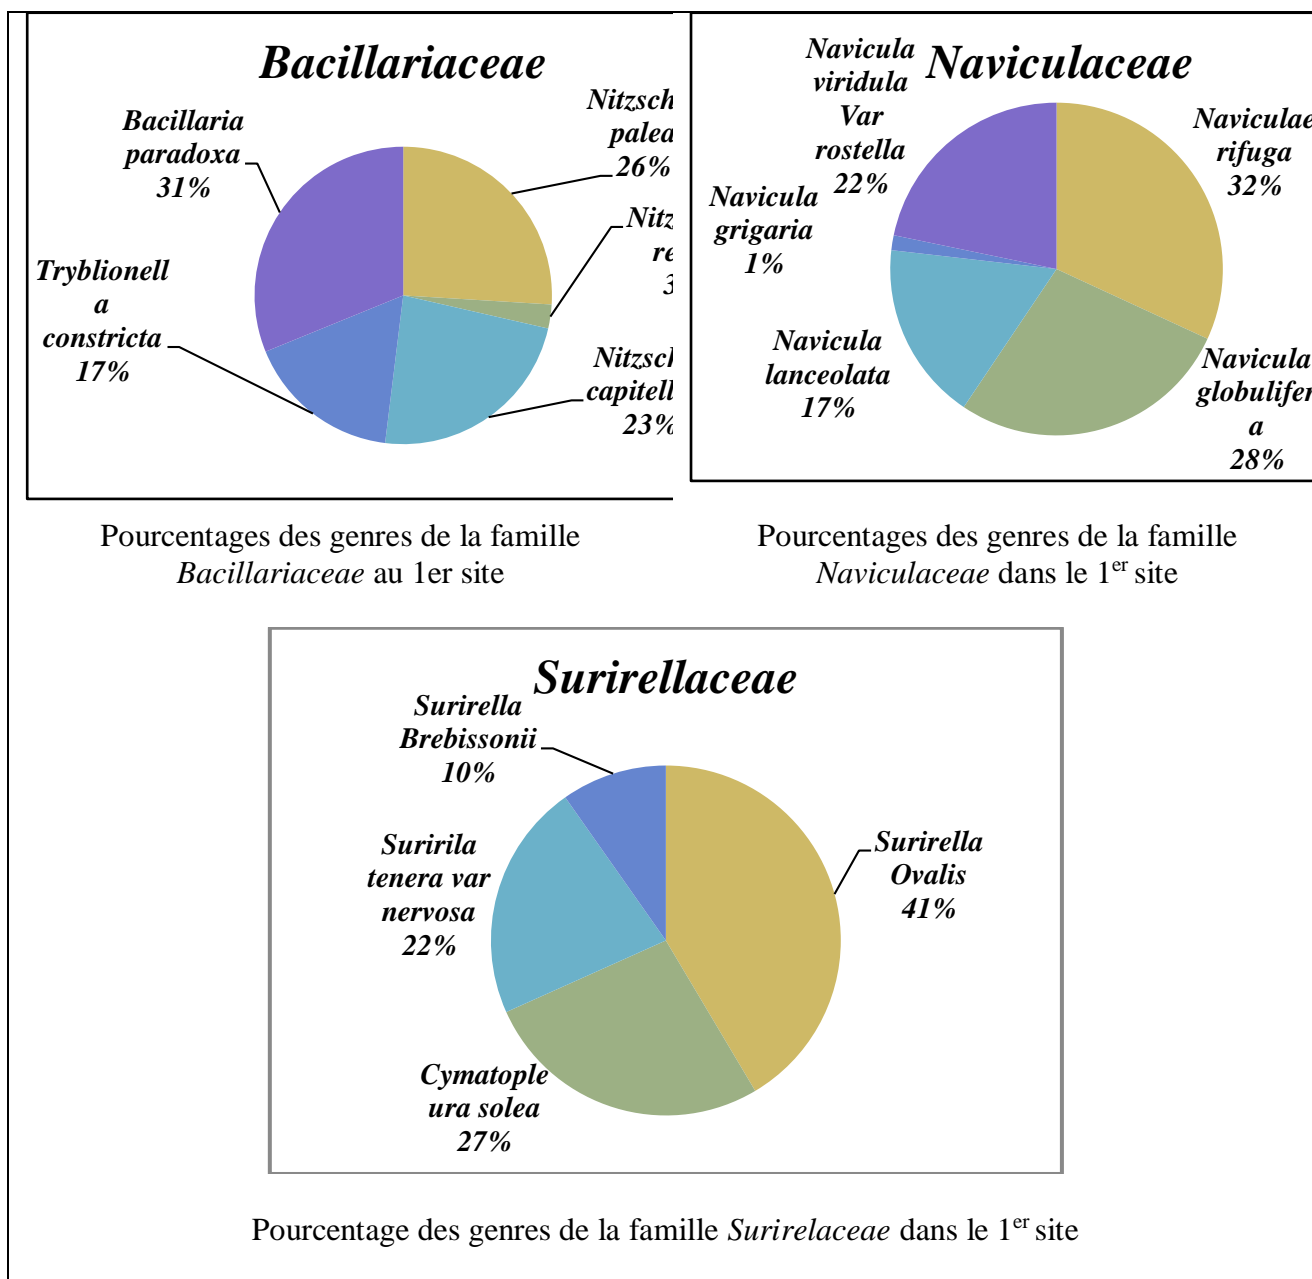 Bacillariaceae
Nitzsch
palea
26%
Bacillaria
paradoxa
31%
Nitz
re
3
Tryblionell
a
constricta
17%
Nitzsch
capitell
23%
Naviculaceae
Navicula
viridula
Var
rostella
22%
Naviculae
rifuga
32%
Navicula
grigaria
1%
Navicula
lanceolata
17%
Navicula
globulifer
a
28%
Pourcentages des genres de la famille
Bacillariaceae au 1er site
Pourcentages des genres de la famille
Naviculaceae dans le 1er site
Surirellaceae
Surirella
Brebissonii
10%
Suririla
tenera var
nervosa
22%
Surirella
Ovalis
41%
Cymatople
ura solea
27%
Pourcentage des genres de la famille Surirelaceae dans le 1er site